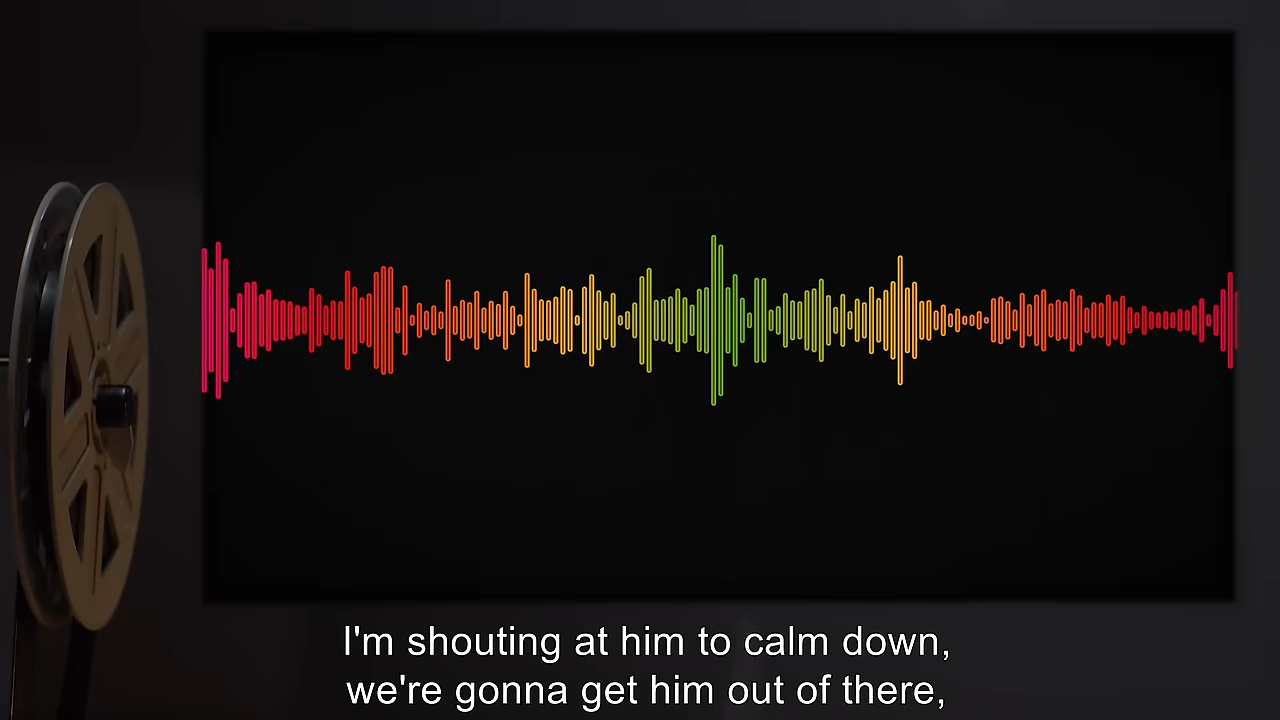 I'm shouting at him to calm down,
we're gonna get him out of there,